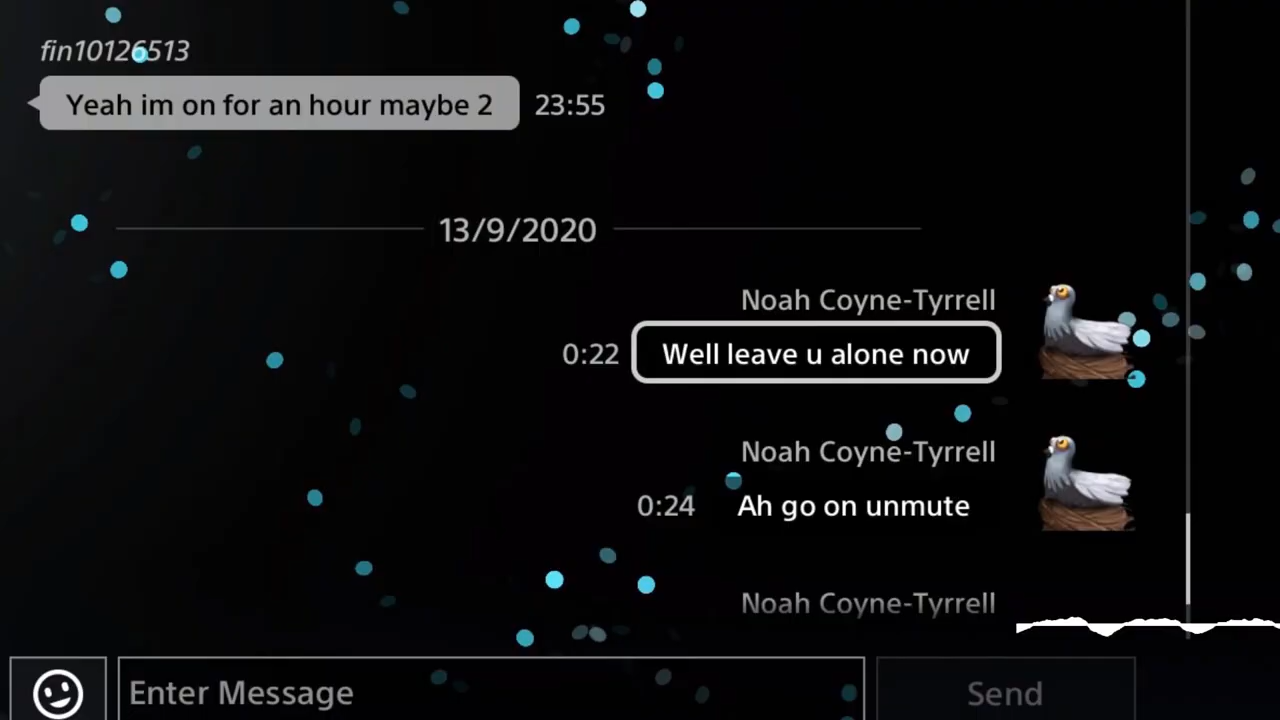 fin10126513
Yeah im on for an hour maybe 2 23:55
13/9/2020
Noah Coyne-Tyrrell
0:22 Well leave u alone now
Noah Coyne-Tyrrell
0:24 Ah go on unmute
Noah Coyne-Tyrrell
Enter Message Send